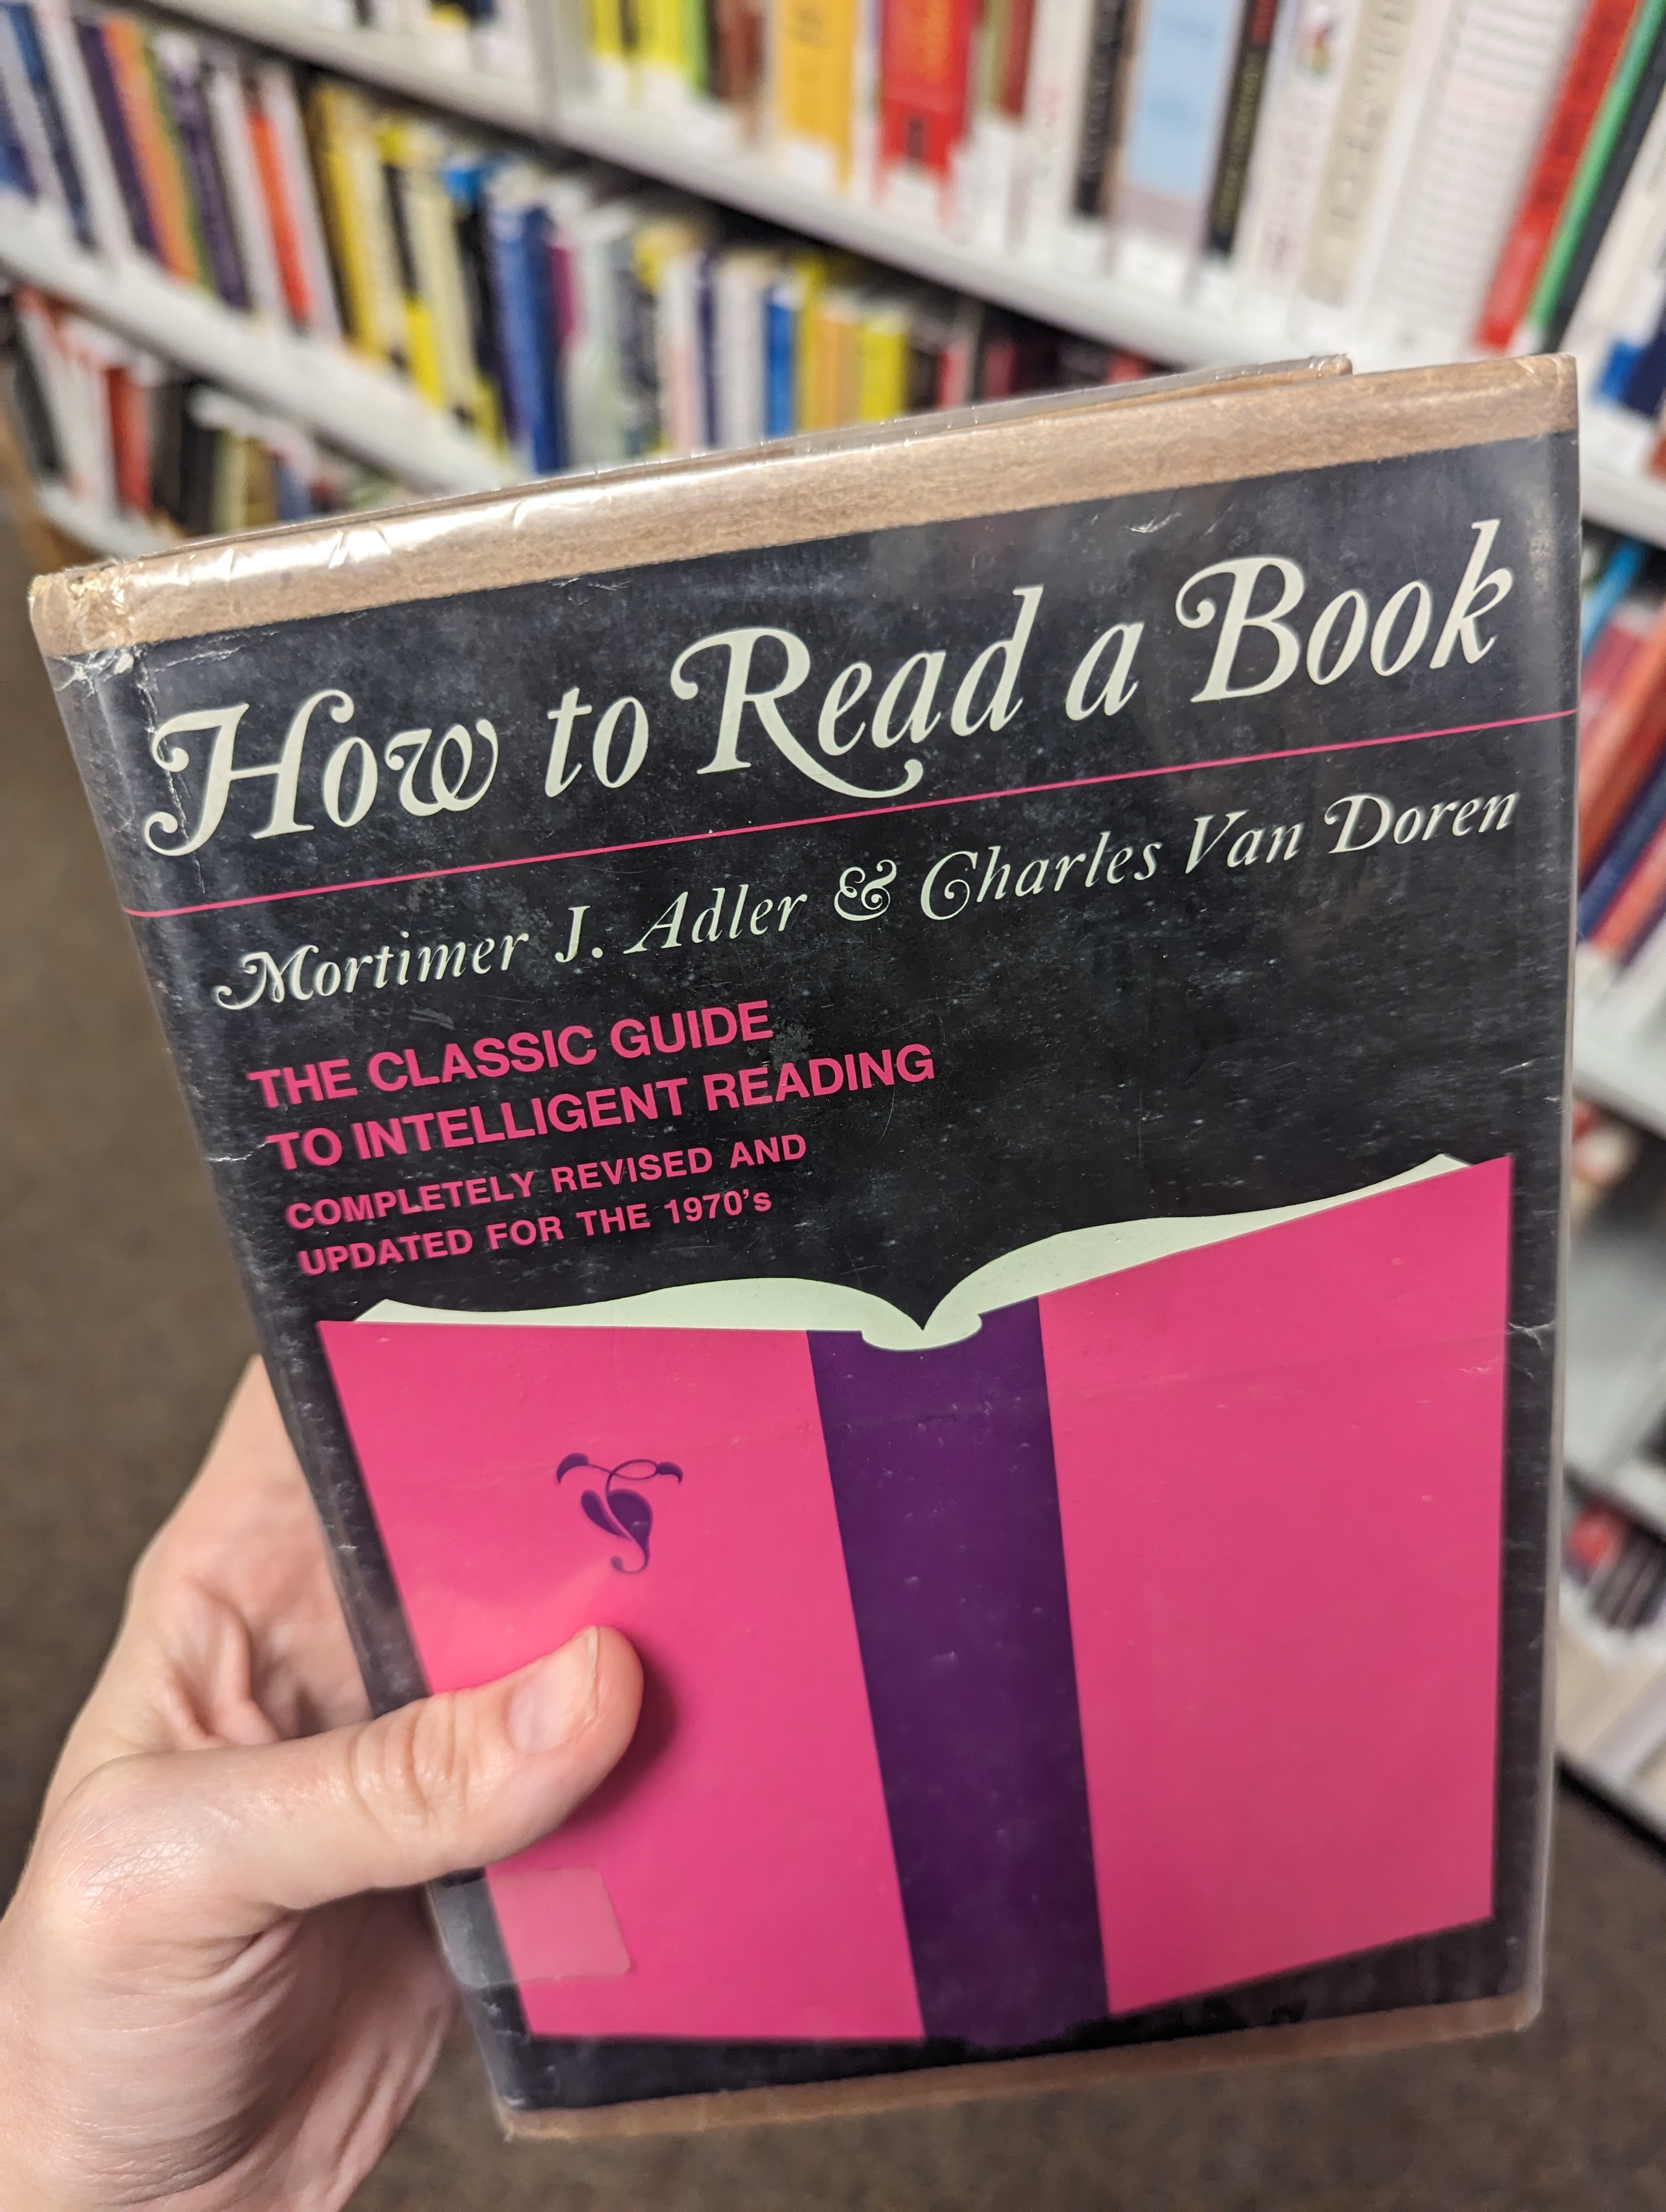 How to Read a Book
Mortimer J. Adler & Charles Van Doren
THE CLASSIC GUIDE
TO INTELLIGENT READING
COMPLETELY REVISED AND
UPDATED FOR THE 1970's